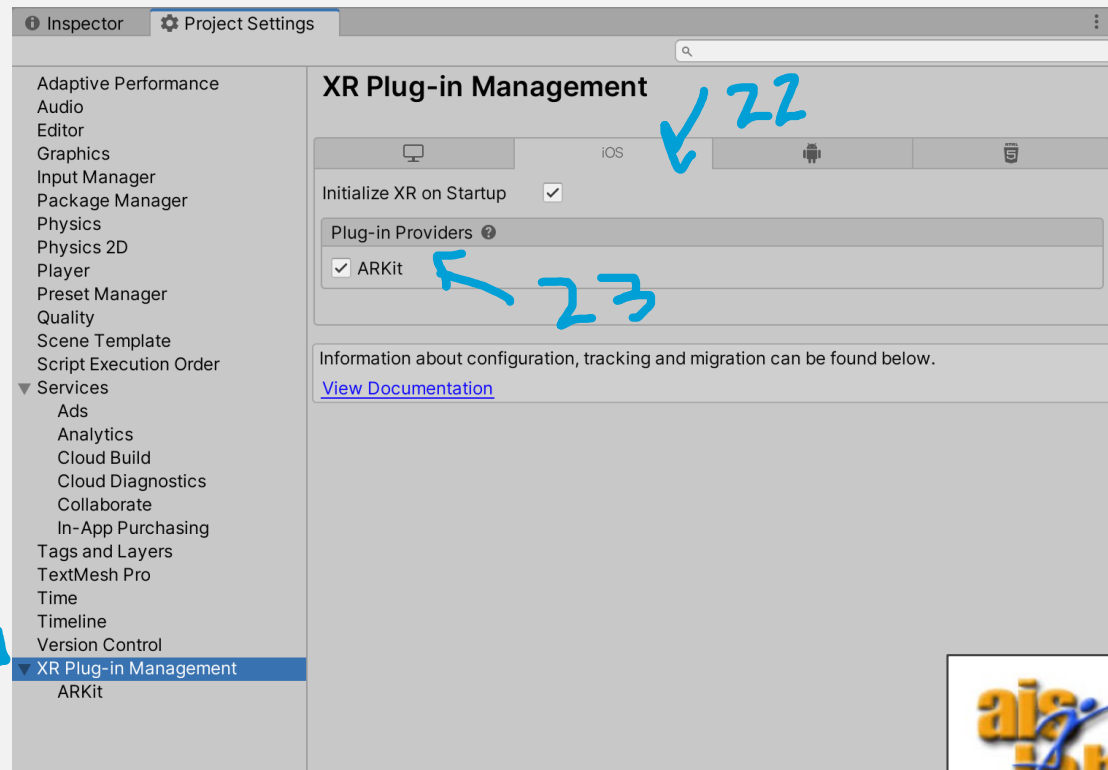 Inspector
Project Settings
XR Plug-in Management
22
Adaptive Performance
Audio
Editor
Graphics
Input Manager
Package Manager
Physics
Physics 2D
Player
Preset Manager
Quality
Scene Template
Script Execution Order
Services
Ads
Analytics
Cloud Build
Cloud Diagnostics
Collaborate
In-App Purchasing
Tags and Layers
TextMesh Pro
Time
Timeline
Version Control
XR Plug-in Management
ARKit
iOS
HTML 5
Initialize XR on Startup
Plug-in Providers ?
ARKit
23
Information about configuration, tracking and migration can be found below.
View Documentation